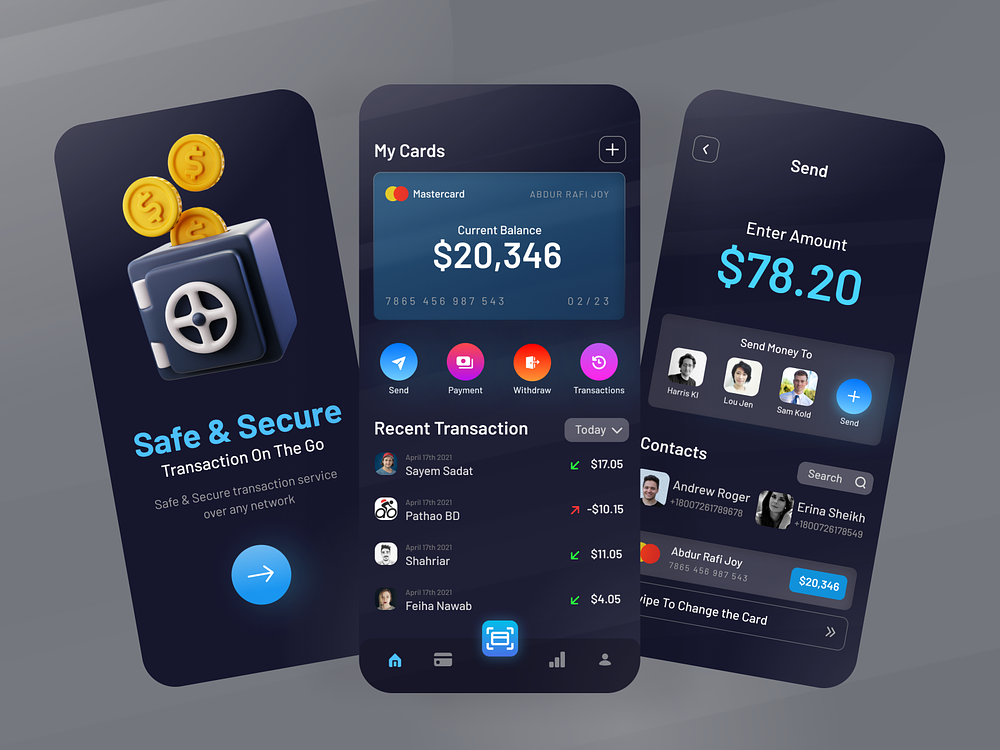 Safe & Secure
Transaction On The Go
Safe & Secure transaction service
over any network
My Cards
Mastercard
ABDUR RAFI JOY
Current Balance
$20,346
7865 456 987 543
02/23
Send
Payment
Withdraw
Transactions
Recent Transaction
Today
April 17th 2021
Sayem Sadat
$17.05
April 17th 2021
Pathao BD
-$10.15
April 17th 2021
Shahriar
$11.05
April 17th 2021
Feiha Nawab
$4.05
Send
Enter Amount
$78.20
Send Money To
Harris KI
Lou Jen
Sam Kold
Send
Contacts
Search
Andrew Roger
+18007261789678
Erina Sheikh
+1800726178549
Abdur Rafi Joy
7865 456 987 543
$20,346
To Change the Card